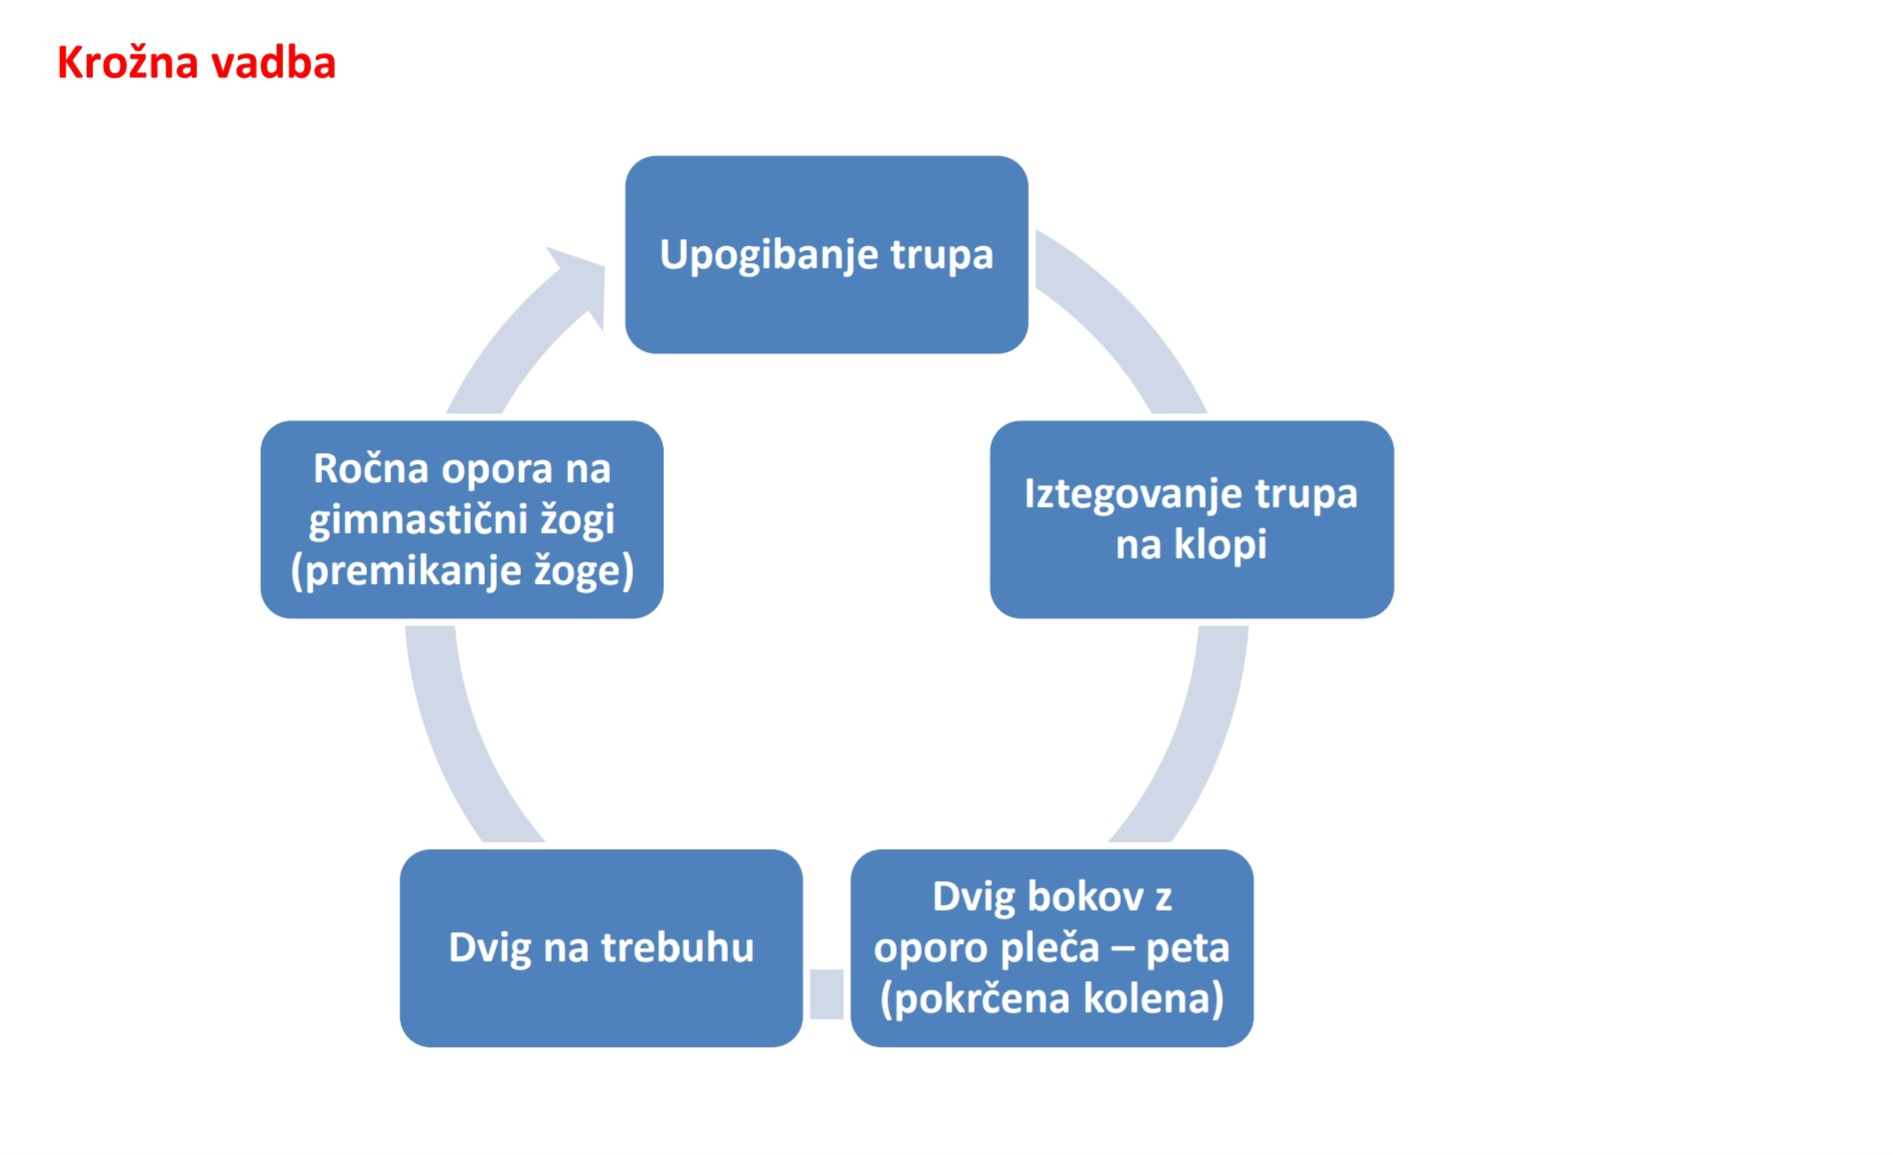 Krožna vadba
Upogibanje trupa
Iztegovanje trupa
na klopi
Dvig bokov z
oporo pleča – peta
(pokrčena kolena)
Dvig na trebuhu
Ročna opora na
gimnastični žogi
(premikanje žoge)